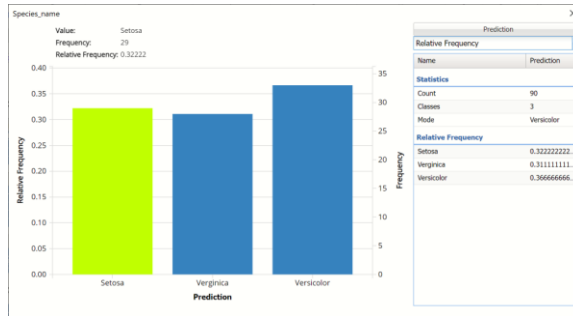 Species_name
Value: Setosa
Frequency: 29
Relative Frequency: 0.32222
0.40
0.35
0.30
0.25
0.20
0.15
0.10
0.05
0.00
Relative Frequency
35
30
25
20
15
10
5
0
Frequency
Setosa Verginica Versicolor
Prediction
Prediction
Relative Frequency
Name Prediction
Statistics
Count 90
Classes 3
Mode Versicolor
Relative Frequency
Setosa 0.322222222..
Verginica 0.311111111..
Versicolor 0.366666666..